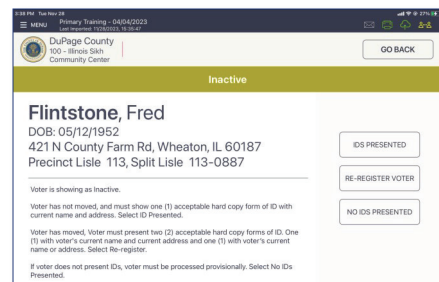 3:38 PM Tue Nov 28
27%
MENU
Primary Training - 04/04/2023
Last Imported: 11/28/2023, 15:35:47
DuPage County
100 - Illinois Sikh
Community Center
GO BACK
Inactive
Flintstone, Fred
DOB: 05/12/1952
421 N County Farm Rd, Wheaton, IL 60187
Precinct Lisle 113, Split Lisle 113-0887
IDS PRESENTED
RE-REGISTER VOTER
NO IDS PRESENTED
Voter is showing as Inactive.
Voter has not moved, and must show one (1) acceptable hard copy form of ID with
current name and address. Select ID Presented.
Voter has moved, Voter must present two (2) acceptable hard copy forms of ID. One
(1) with voter's current name and current address and one (1) with voter's current
name or address. Select Re-register.
If voter does not present IDs, voter must be processed provisionally. Select No IDs
Presented.